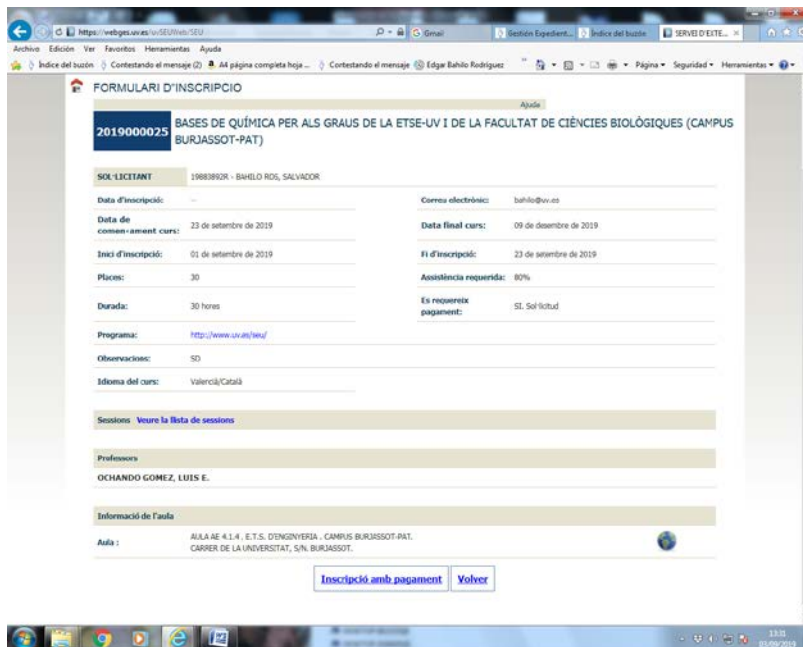 https://webges.uv.es/uvSEUWeb/SEU
Gmail
Gestión Expedient...
Índice del buzón
SERVEI D'EXTE...
Archivo Edición Ver Favoritos Herramientas Ayuda
Índice del buzón
Contestando el mensaje (2)
A4 página completa hoja ...
Contestando el mensaje
Edgar Bahilo Rodríguez
Página
Seguridad
Herramientas
FORMULARI D'INSCRIPCIO
Ajuda
2019000025
BASES DE QUÍMICA PER ALS GRAUS DE LA ETSE-UV I DE LA FACULTAT DE CIÈNCIES BIOLÒGIQUES (CAMPUS
BURJASSOT-PAT)
SOL·LICITANT 19883892R - BAHILO ROS, SALVADOR
Data d'inscripció: --
Correu electrònic: bahilo@uv.es
Data de
començament curs: 23 de setembre de 2019
Data final curs: 09 de desembre de 2019
Inici d'inscripció: 01 de setembre de 2019
Fi d'inscripció: 23 de setembre de 2019
Places: 30
Assistència requerida: 80%
Durada: 30 hores
Es requereix
pagament: SI. Sol·licitud
Programa: http://www.uv.es/seu/
Observacions: SD
Idioma del curs: Valencià/Català
Sessions Veure la llista de sessions
Professors
OCHANDO GOMEZ, LUIS E.
Informació de l'aula
Aula : AULA AE 4.1.4 . E.T.S. D'ENGINYERIA . CAMPUS BURJASSOT-PAT.
CARRER DE LA UNIVERSITAT, S/N. BURJASSOT.
Inscripció amb pagament
Volver
13:31
03/09/2019